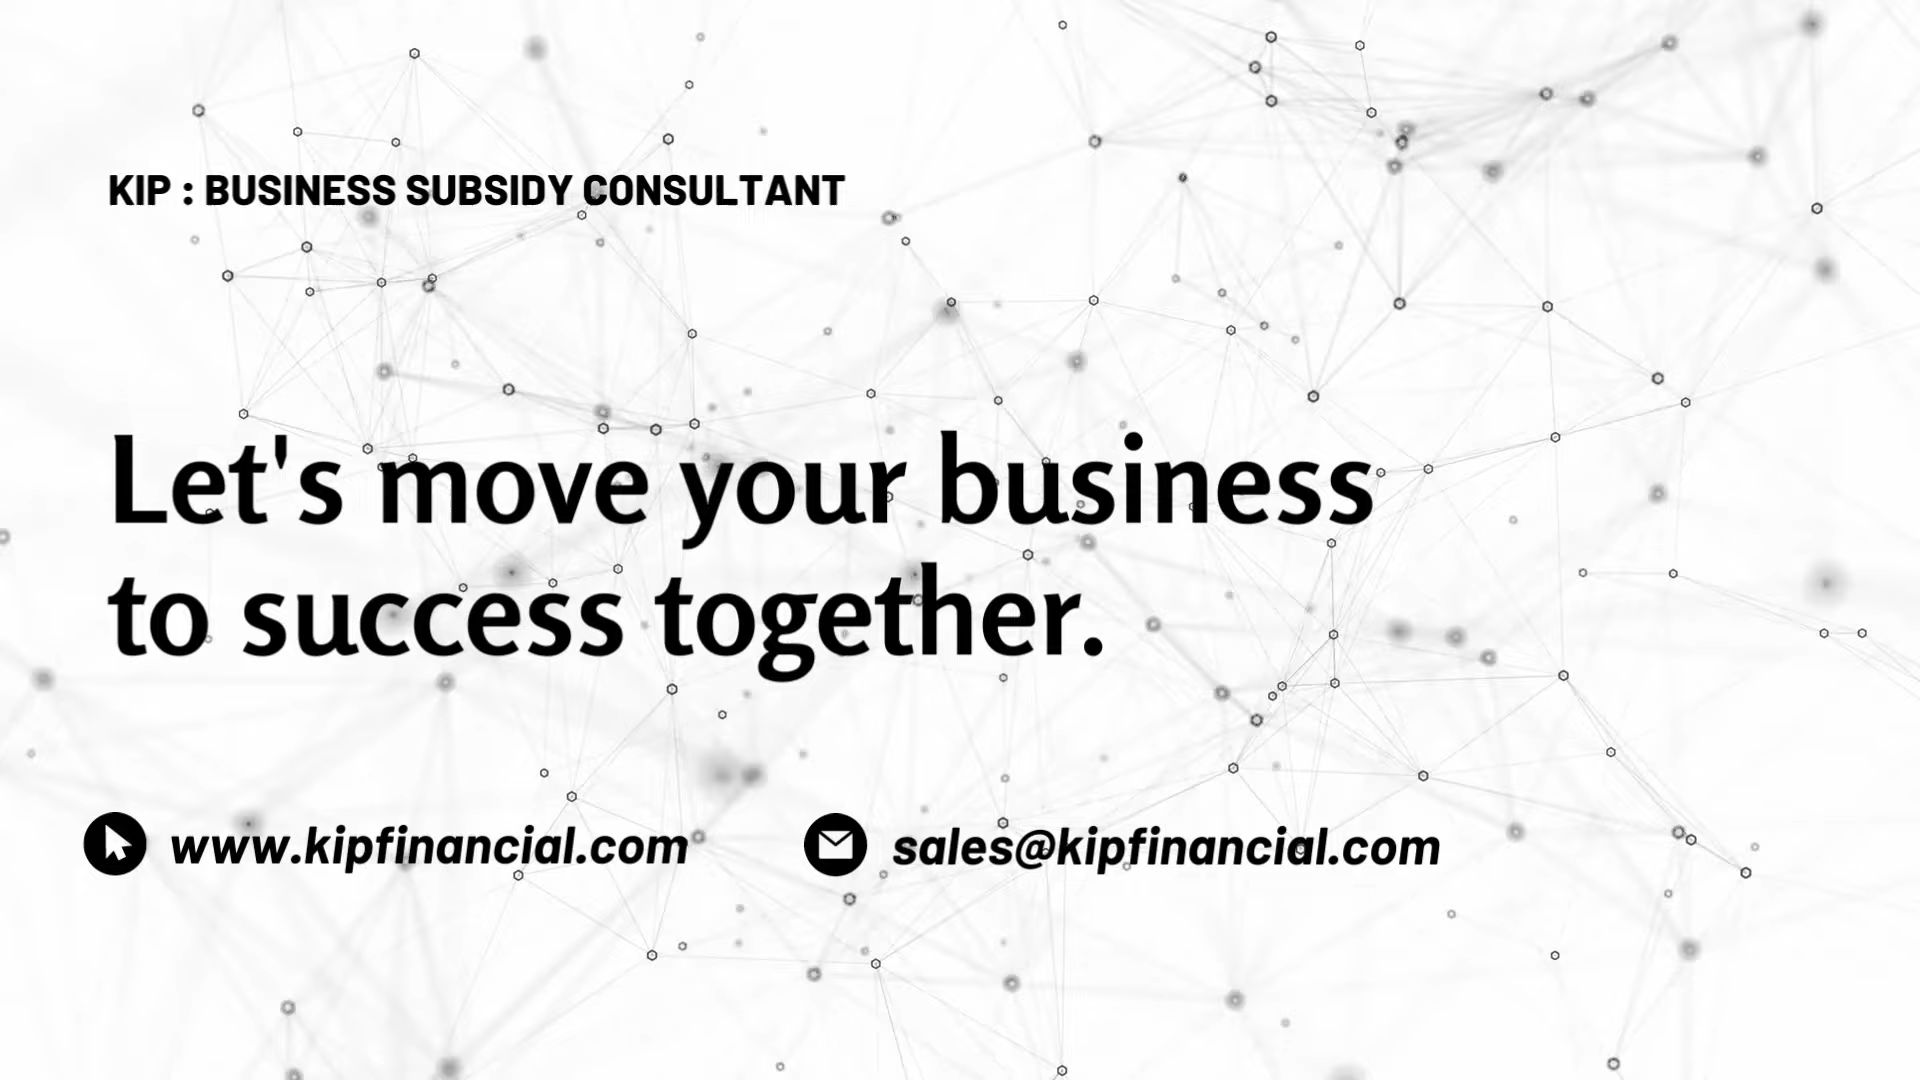 KIP : BUSINESS SUBSIDY CONSULTANT
Let's move your business
to success together.
www.kipfinancial.com
sales@kipfinancial.com